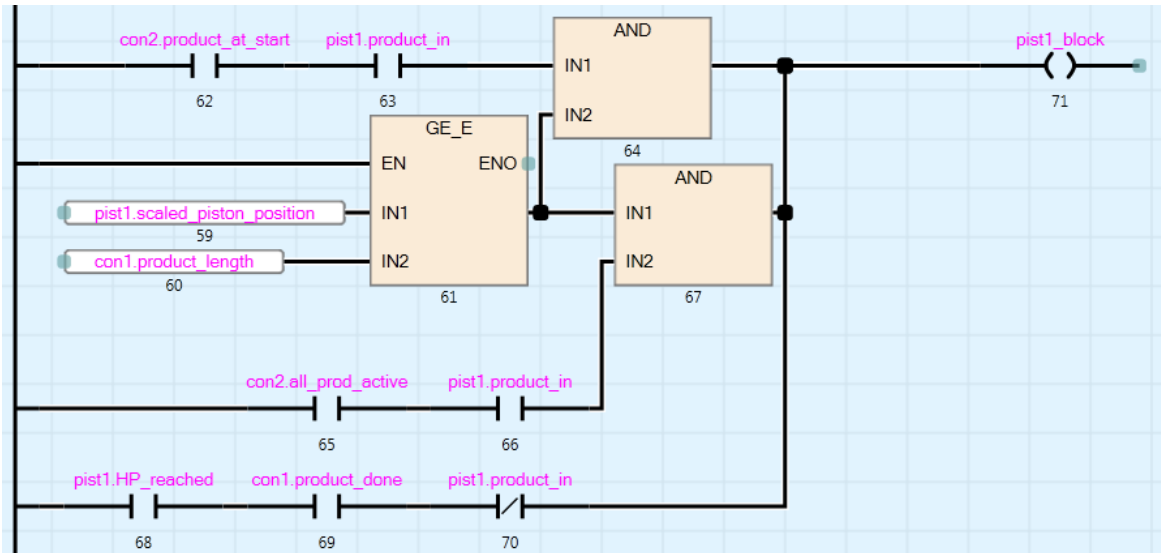 AND
con2.product_at_start pist1.product_in pist1_block
IN1
62 63 71
IN2
GE_E
64
EN ENO
AND
pist1.scaled_piston_position IN1 IN1
59
con1.product_length IN2 IN2
60 61 67
con2.all_prod_active pist1.product_in
65 66
pist1.HP_reached con1.product_done pist1.product_in
68 69 70